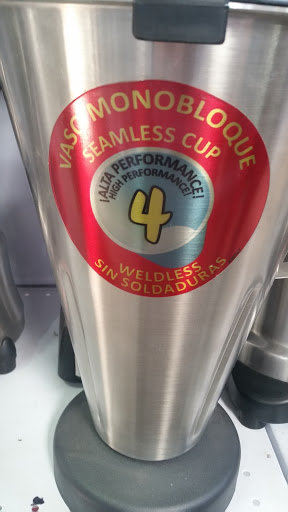 VASO MONOBLOQUE
SEAMLESS CUP
¡ALTA PERFORMANCE!
HIGH PERFORMANCE!
4
WELDLESS
SIN SOLDADURAS